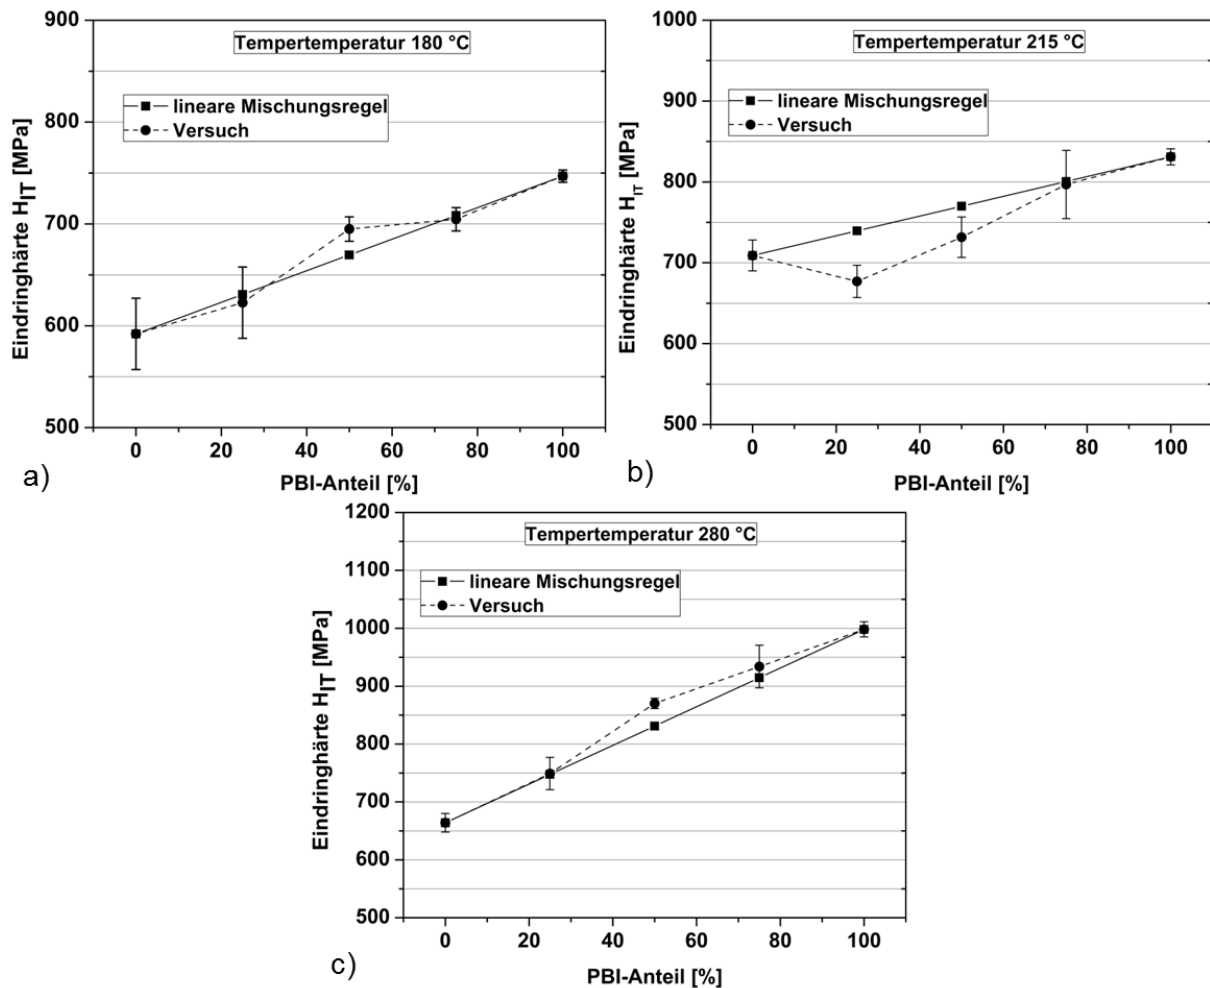 Tempertemperatur 180 °C
lineare Mischungsregel
Versuch
Eindringhärte HIT [MPa]
900
800
700
600
500
0 20 40 60 80 100
PBI-Anteil [%]
a)
Tempertemperatur 215 °C
lineare Mischungsregel
Versuch
Eindringhärte HIT [MPa]
1000
900
800
700
600
500
0 20 40 60 80 100
PBI-Anteil [%]
b)
Tempertemperatur 280 °C
lineare Mischungsregel
Versuch
Eindringhärte HIT [MPa]
1200
1100
1000
900
800
700
600
500
0 20 40 60 80 100
PBI-Anteil [%]
c)